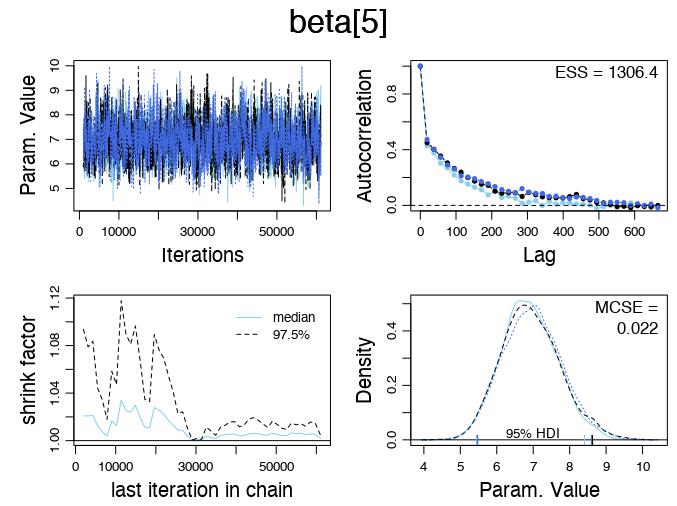 beta[5]
Param. Value
5 6 7 8 9 10
0 10000 30000 50000
Iterations
ESS = 1306.4
Autocorrelation
0.0 0.4 0.8
0 100 200 300 400 500 600
Lag
shrink factor
1.00 1.04 1.08 1.12
median
97.5%
0 10000 30000 50000
last iteration in chain
MCSE =
0.022
Density
0.0 0.2 0.4
95% HDI
4 5 6 7 8 9 10
Param. Value